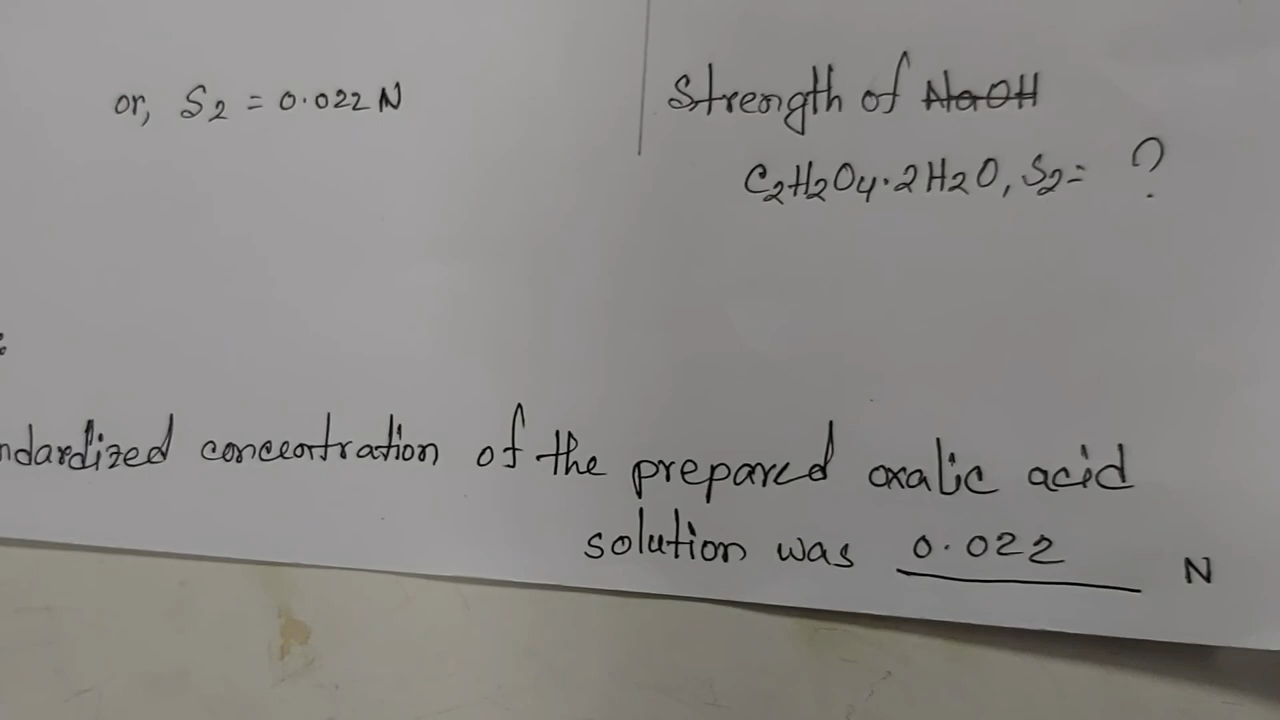 or, S2 = 0.022 N
Strength of NaOH
C2H2O4.2H2O, S2 = ?
ndardized concentration of the prepared oxalic acid
solution was 0.022 N